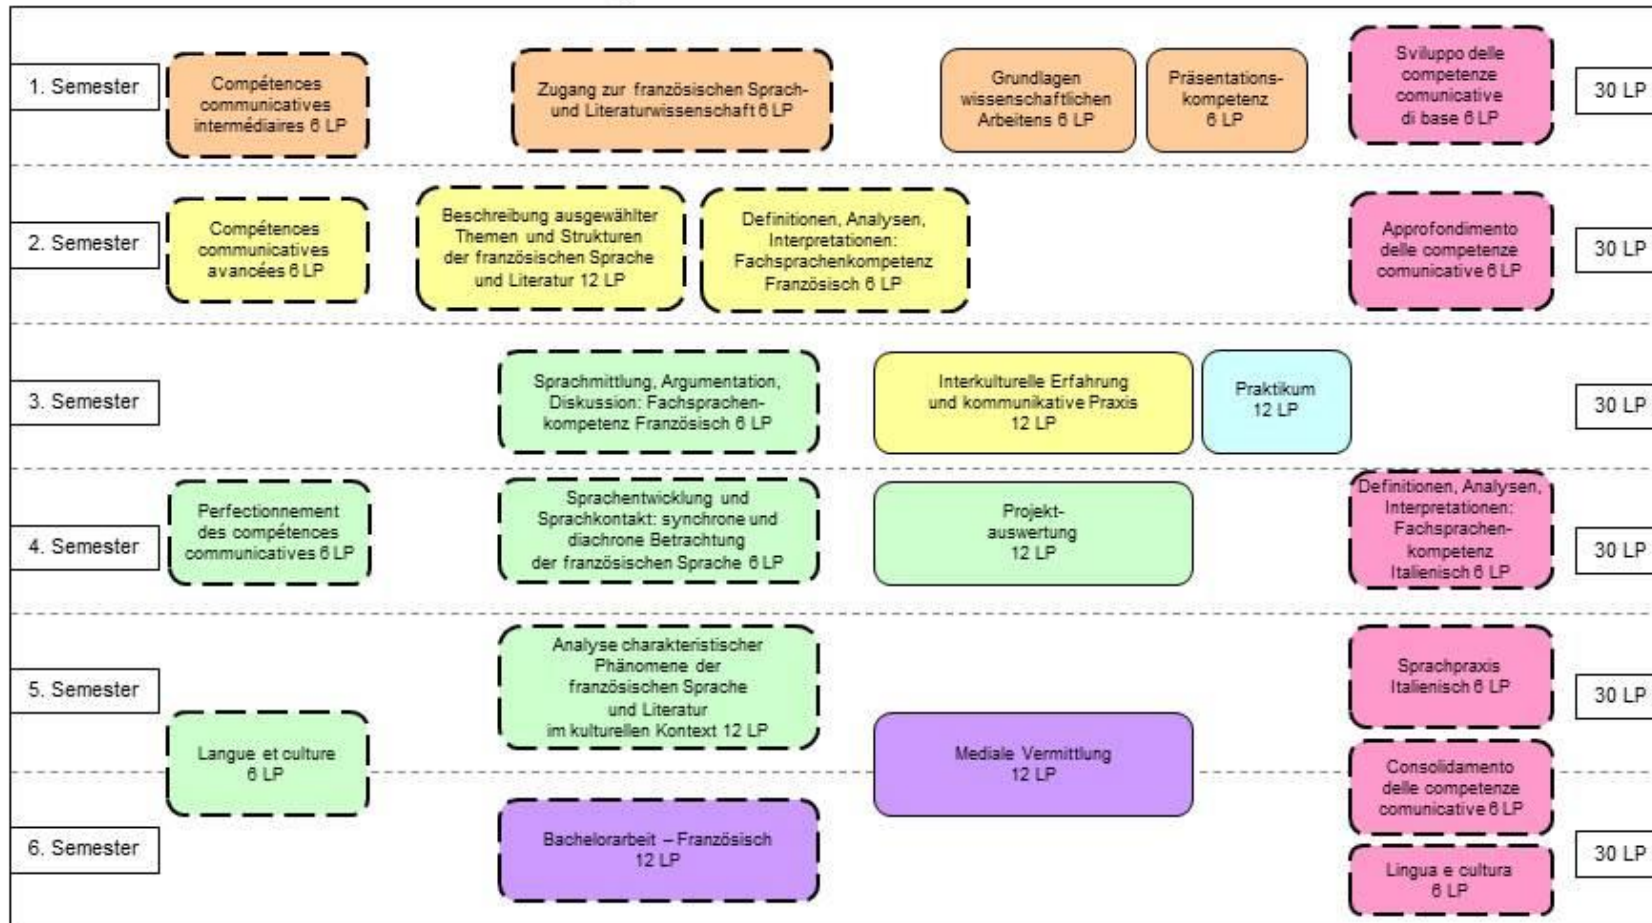 1. Semester
Compétences
communicatives
intermédiaires 6 LP
Zugang zur französischen Sprach-
und Literaturwissenschaft 6 LP
Grundlagen
wissenschaftlichen
Arbeitens 6 LP
Präsentations-
kompetenz
6 LP
Sviluppo delle
competenze
comunicative
di base 6 LP
30 LP
2. Semester
Compétences
communicatives
avancées 6 LP
Beschreibung ausgewählter
Themen und Strukturen
der französischen Sprache
und Literatur 12 LP
Definitionen, Analysen,
Interpretationen:
Fachsprachenkompetenz
Französisch 6 LP
Approfondimento
delle competenze
comunicative 6 LP
30 LP
3. Semester
Sprachmittlung, Argumentation,
Diskussion: Fachsprachen-
kompetenz Französisch 6 LP
Interkulturelle Erfahrung
und kommunikative Praxis
12 LP
Praktikum
12 LP
30 LP
4. Semester
Perfectionnement
des compétences
communicatives 6 LP
Sprachentwicklung und
Sprachkontakt: synchrone und
diachrone Betrachtung
der französischen Sprache 6 LP
Projekt-
auswertung
12 LP
Definitionen, Analysen,
Interpretationen:
Fachsprachen-
kompetenz
Italienisch 6 LP
30 LP
5. Semester
Langue et culture
6 LP
Analyse charakteristischer
Phänomene der
französischen Sprache
und Literatur
im kulturellen Kontext 12 LP
Mediale Vermittlung
12 LP
Sprachpraxis
Italienisch 6 LP
30 LP
Consolidamento
delle competenze
comunicative 6 LP
6. Semester
Bachelorarbeit – Französisch
12 LP
Lingua e cultura
6 LP
30 LP